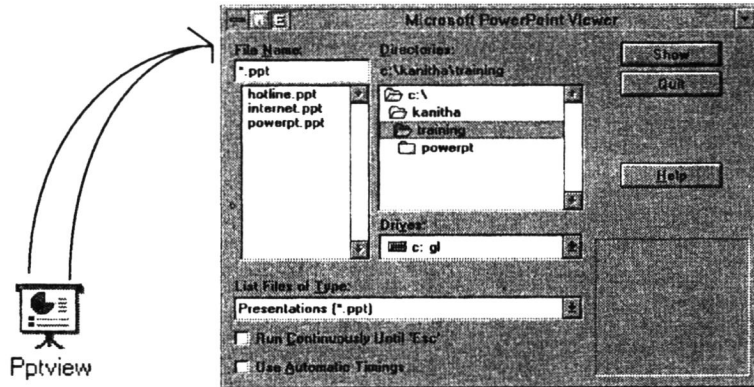 Microsoft PowerPoint Viewer
File Name:
*.ppt
hotline.ppt
internet.ppt
powerpt.ppt
Directories:
c:\kanitha\training
c:\
kanitha
training
powerpt
Drives:
c: gl
List Files of Type:
Presentations (*.ppt)
Run Continuously Until 'Esc'
Use Automatic Timings
Show
Quit
Help
Pptview